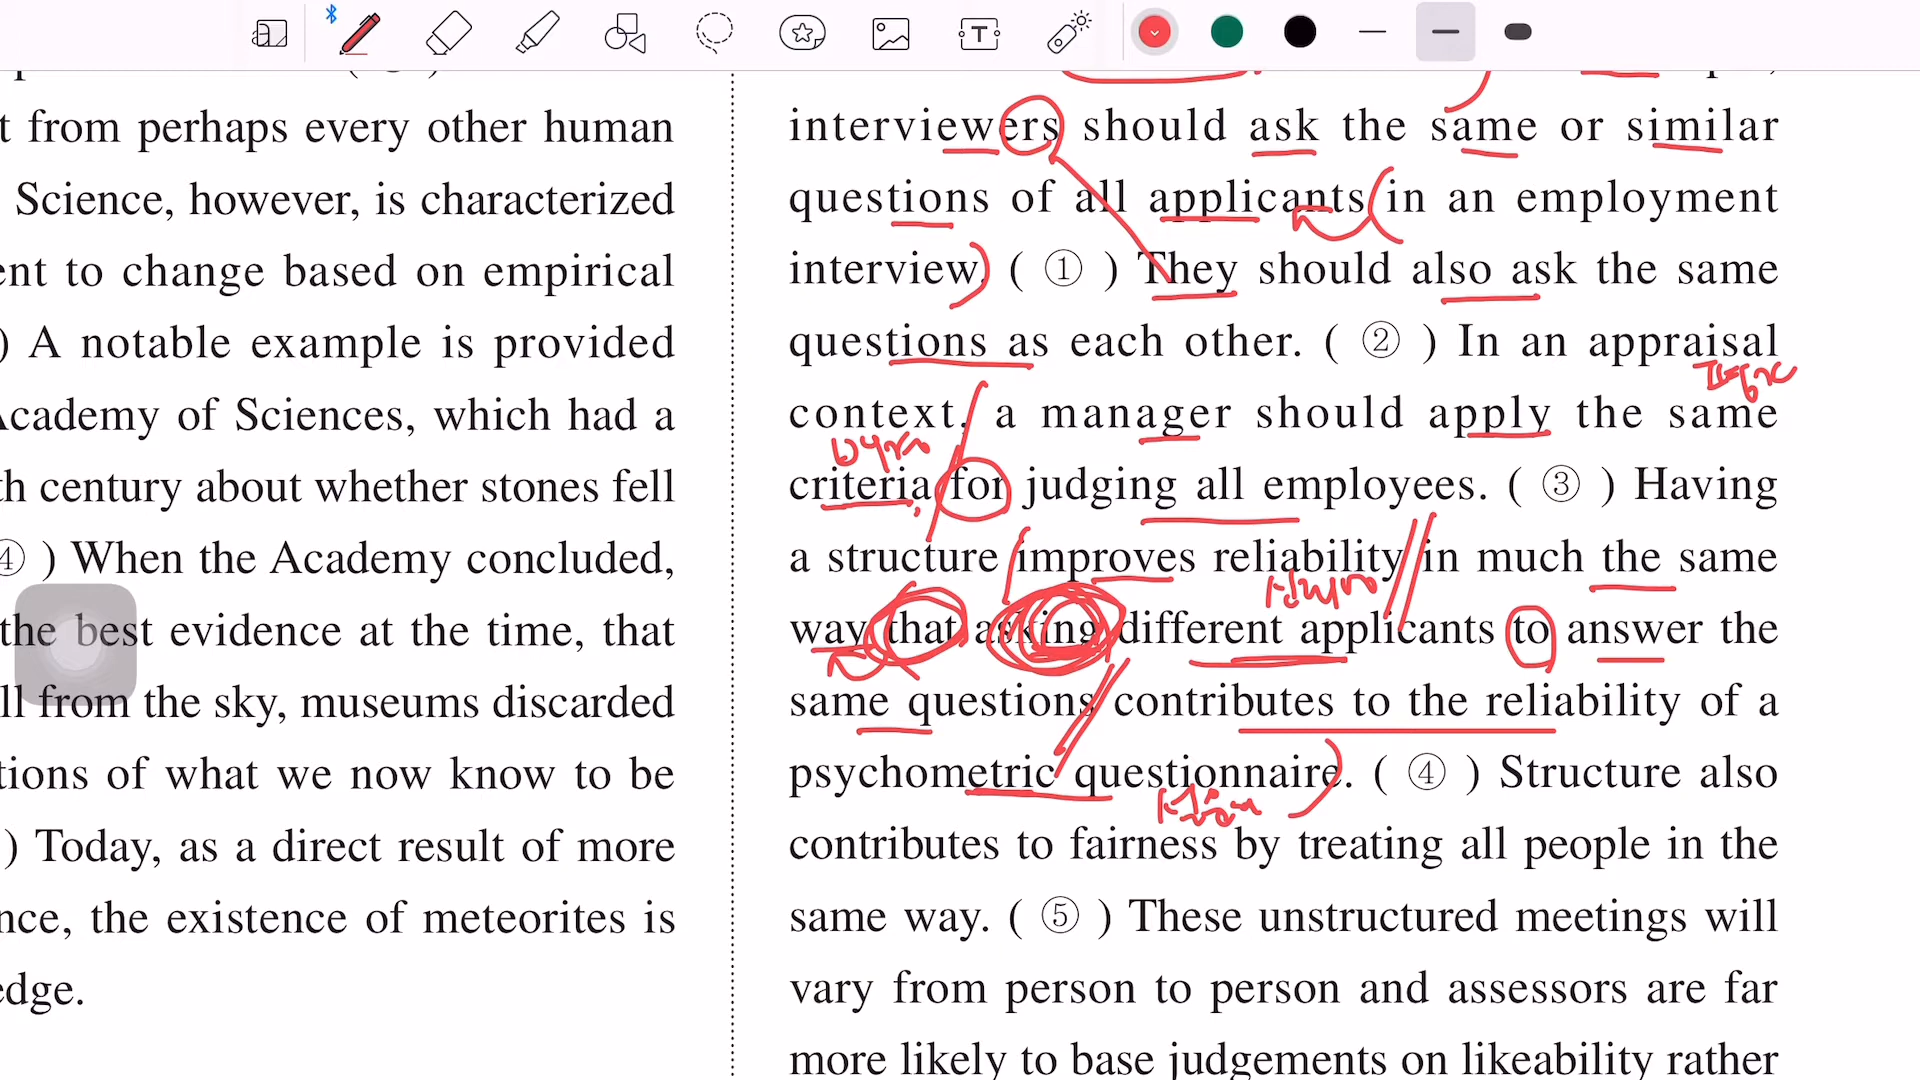 t from perhaps every other human
Science, however, is characterized
ent to change based on empirical
) A notable example is provided
Academy of Sciences, which had a
th century about whether stones fell
④ ) When the Academy concluded,
the best evidence at the time, that
ll from the sky, museums discarded
tions of what we now know to be
) Today, as a direct result of more
nce, the existence of meteorites is
edge.
interviewers should ask the same or similar
questions of all applicants in an employment
interview. ( ① ) They should also ask the same
questions as each other. ( ② ) In an appraisal
context, a manager should apply the same
criteria for judging all employees. ( ③ ) Having
a structure improves reliability in much the same
way that asking different applicants to answer the
same questions contributes to the reliability of a
psychometric questionnaire. ( ④ ) Structure also
contributes to fairness by treating all people in the
same way. ( ⑤ ) These unstructured meetings will
vary from person to person and assessors are far
more likely to base judgements on likeability rather